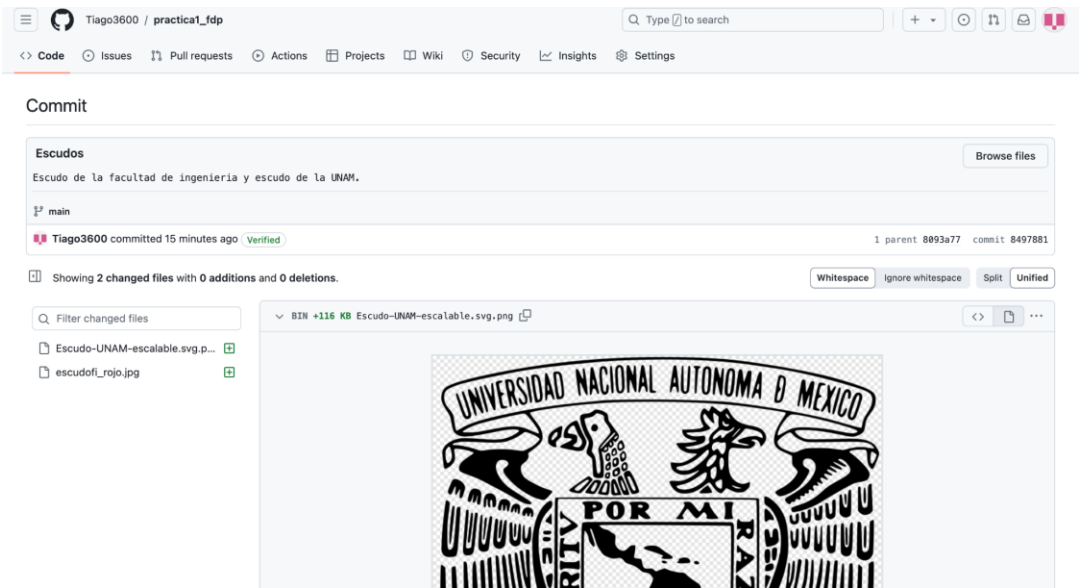 Tiago3600 / practica1_fdp
Type / to search
Code Issues Pull requests Actions Projects Wiki Security Insights Settings
Commit
Escudos
Browse files
Escudo de la facultad de ingenieria y escudo de la UNAM.
main
Tiago3600 committed 15 minutes ago Verified
1 parent 8093a77 commit 8497881
Showing 2 changed files with 0 additions and 0 deletions.
Whitespace Ignore whitespace Split Unified
Filter changed files
BIN +116 KB Escudo-UNAM-escalable.svg.png
Escudo-UNAM-escalable.svg.p...
escudofi_rojo.jpg
UNIVERSIDAD NACIONAL AUTONOMA D MEXICO
POR MI
RAZ
RITV